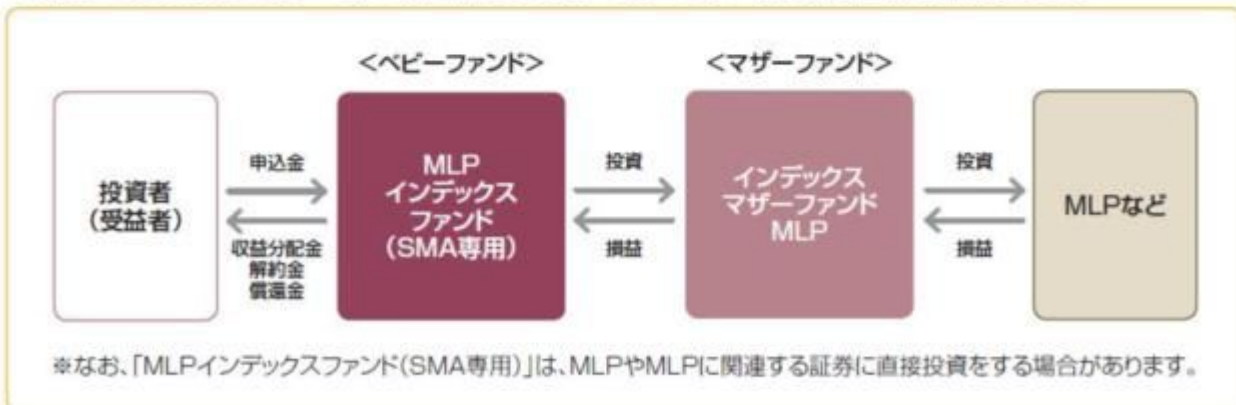 <ベビーファンド>
<マザーファンド>
投資者
(受益者)
申込金
収益分配金
解約金
償還金
MLP
インデックス
ファンド
(SMA専用)
投資
損益
インデックス
マザーファンド
MLP
投資
損益
MLPなど
※なお、「MLPインデックスファンド(SMA専用)」は、MLPやMLPに関連する証券に直接投資をする場合があります。